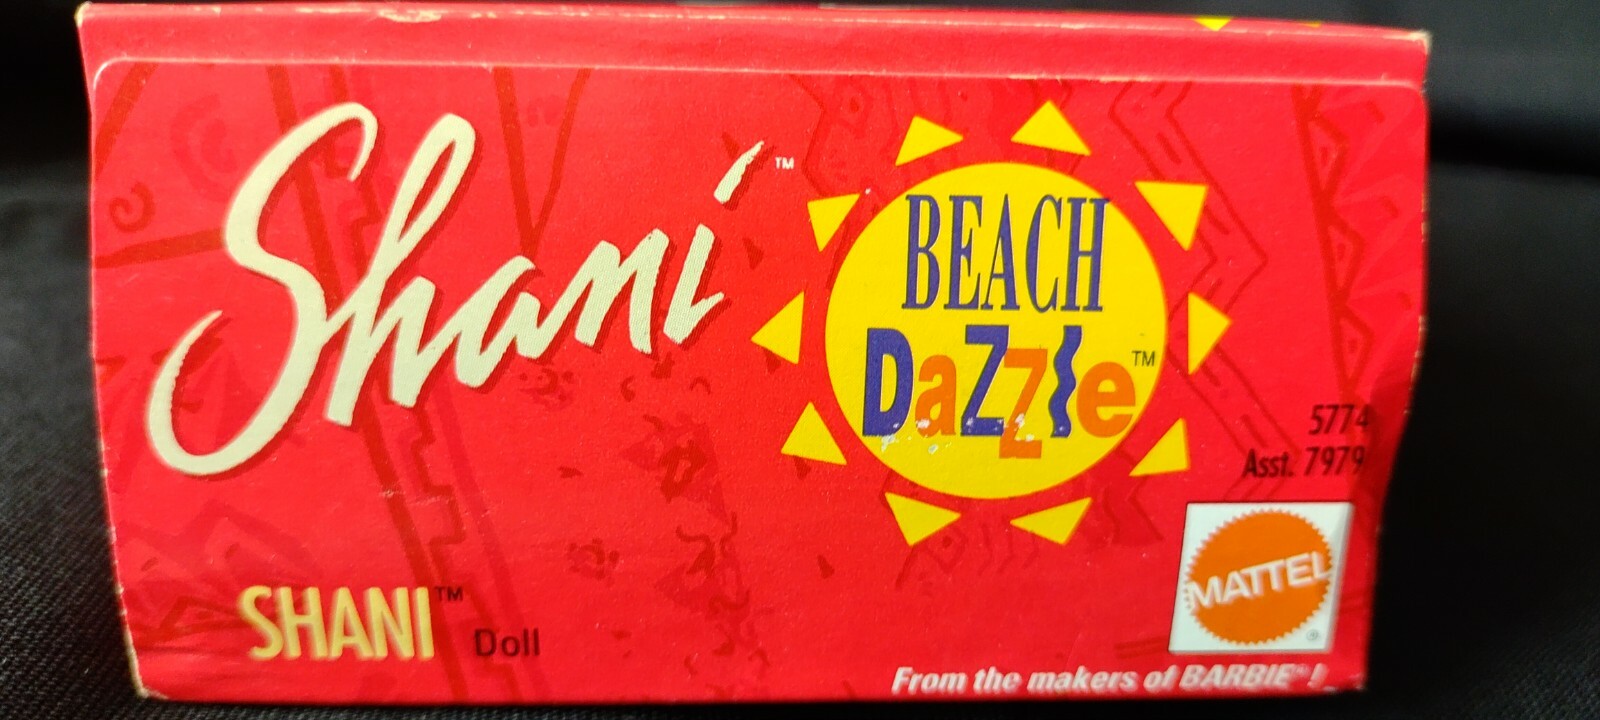 Shani™
BEACH
Dazzle™
5774
Asst. 7979
MATTEL
®
SHANI™ Doll
From the makers of BARBIE®!